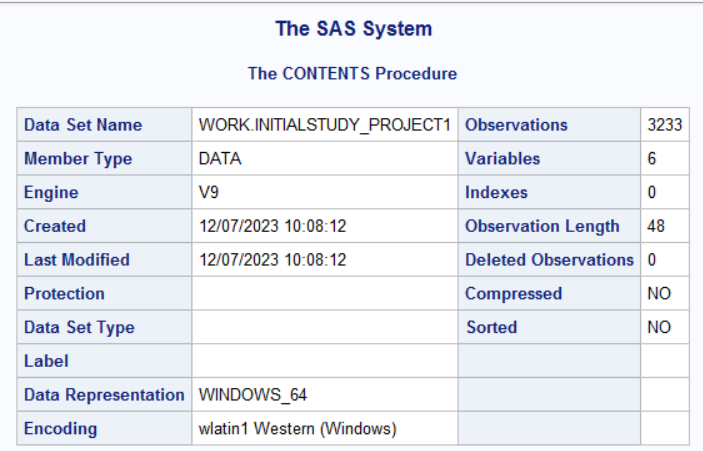 The SAS System
The CONTENTS Procedure
Data Set Name WORK.INITIALSTUDY_PROJECT1 Observations 3233
Member Type DATA Variables 6
Engine V9 Indexes 0
Created 12/07/2023 10:08:12 Observation Length 48
Last Modified 12/07/2023 10:08:12 Deleted Observations 0
Protection Compressed NO
Data Set Type Sorted NO
Label
Data Representation WINDOWS_64
Encoding wlatin1 Western (Windows)